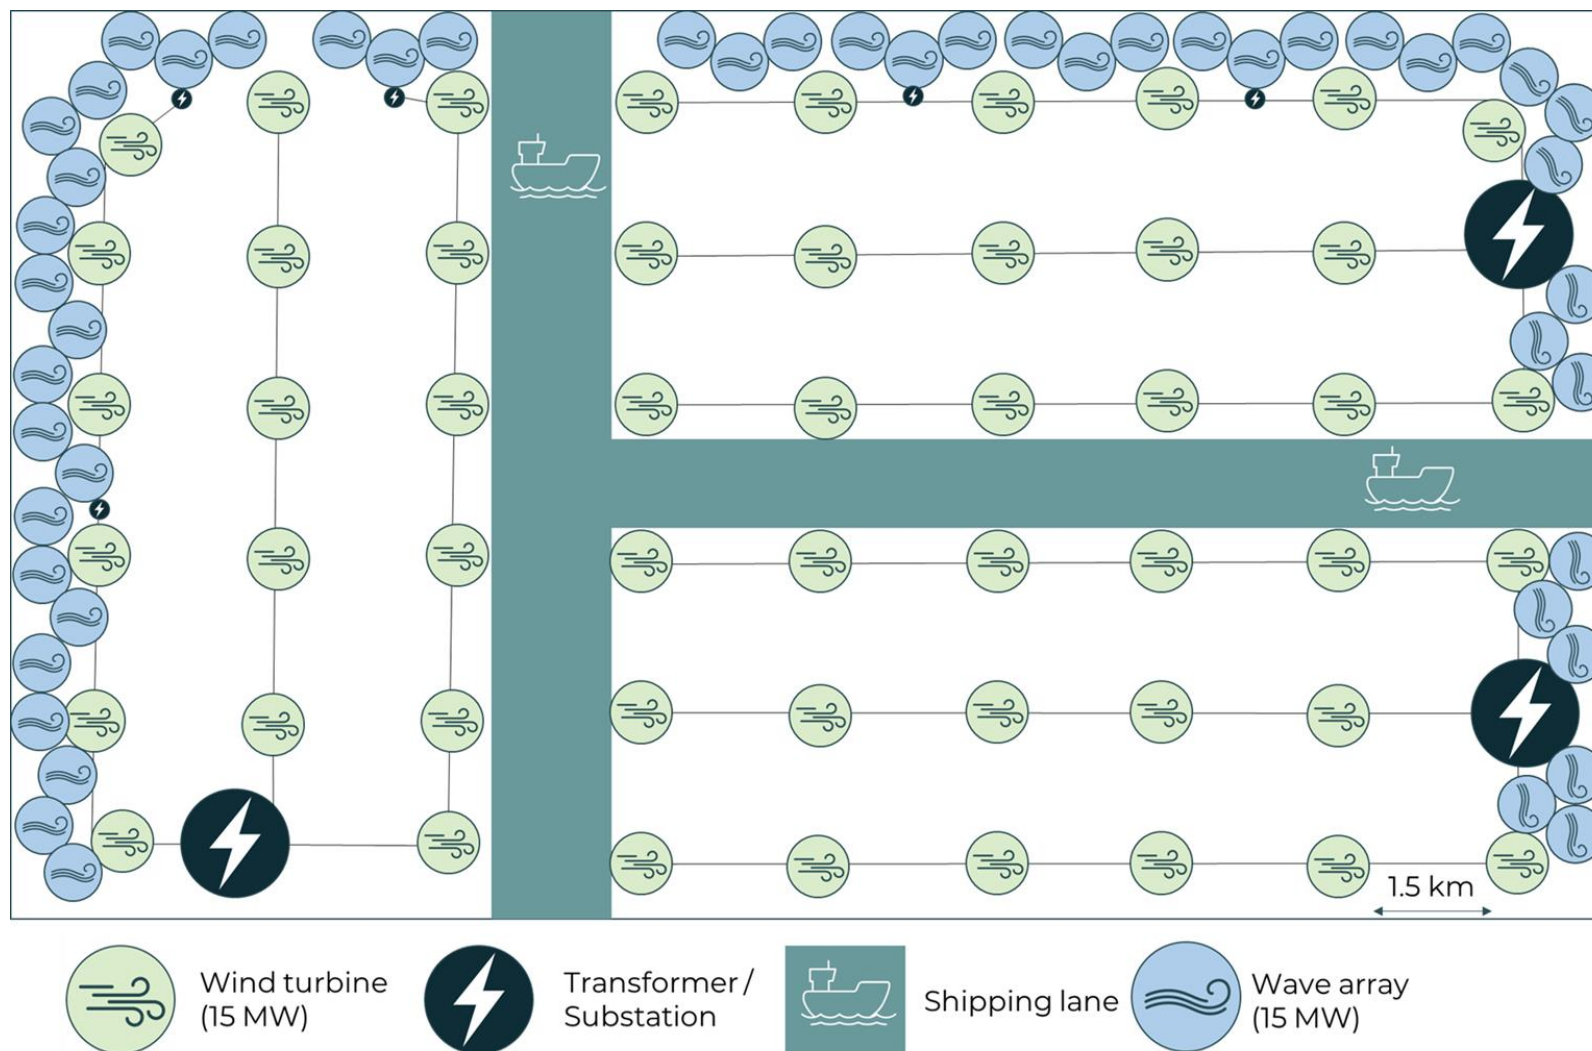 1.5 km
Wind turbine
(15 MW)
Transformer /
Substation
Shipping lane
Wave array
(15 MW)